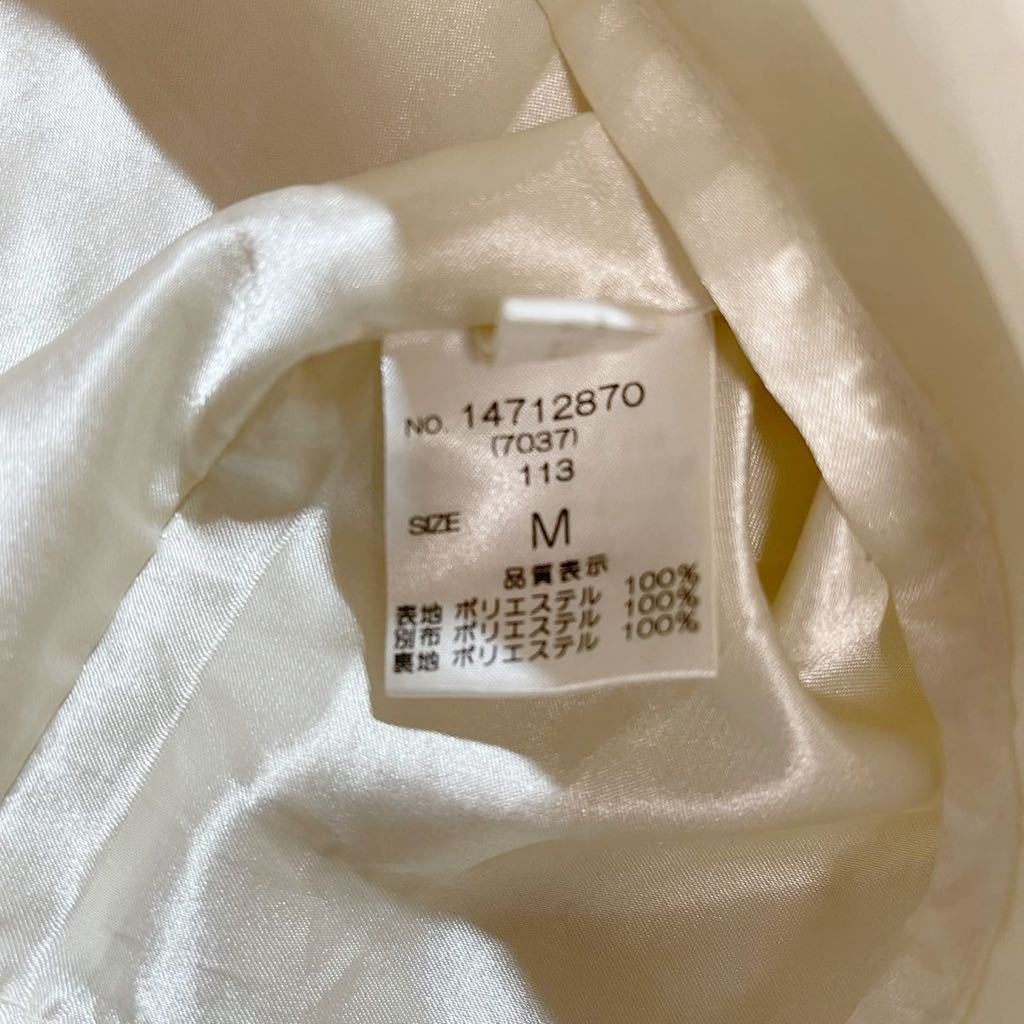 NO. 14712870
(7037)
113
SIZE M
品質表示
表地 ポリエステル 100%
別布 ポリエステル 100%
裏地 ポリエステル 100%